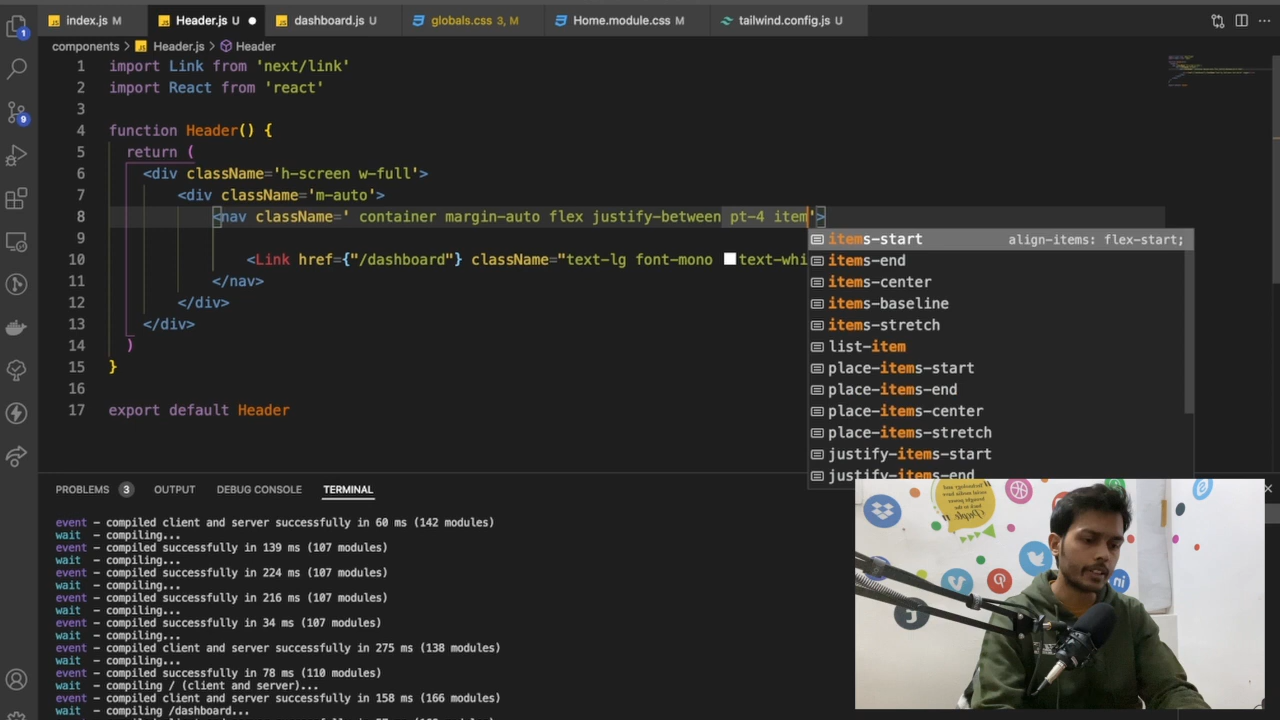 index.js M
Header.js U
dashboard.js U
globals.css 3, M
Home.module.css M
tailwind.config.js U
components > Header.js > Header
1 import Link from 'next/link'
2 import React from 'react'
3
4 function Header() {
5 return (
6 <div className='h-screen w-full'>
7 <div className='m-auto'>
8 <nav className=' container margin-auto flex justify-between pt-4 item'>
9
10 <Link href={"/dashboard"} className="text-lg font-mono text-whi
11 </nav>
12 </div>
13 </div>
14 )
15 }
16
17 export default Header
items-start align-items: flex-start;
items-end
items-center
items-baseline
items-stretch
list-item
place-items-start
place-items-end
place-items-center
place-items-stretch
justify-items-start
justify-items-end
1
9
PROBLEMS 3 OUTPUT DEBUG CONSOLE TERMINAL
event - compiled client and server successfully in 60 ms (142 modules)
wait - compiling...
event - compiled successfully in 139 ms (107 modules)
wait - compiling...
event - compiled successfully in 224 ms (107 modules)
wait - compiling...
event - compiled successfully in 216 ms (107 modules)
wait - compiling...
event - compiled successfully in 34 ms (107 modules)
wait - compiling...
event - compiled client and server successfully in 275 ms (138 modules)
wait - compiling...
event - compiled successfully in 78 ms (110 modules)
wait - compiling / (client and server)...
event - compiled client and server successfully in 158 ms (166 modules)
wait - compiling /dashboard...